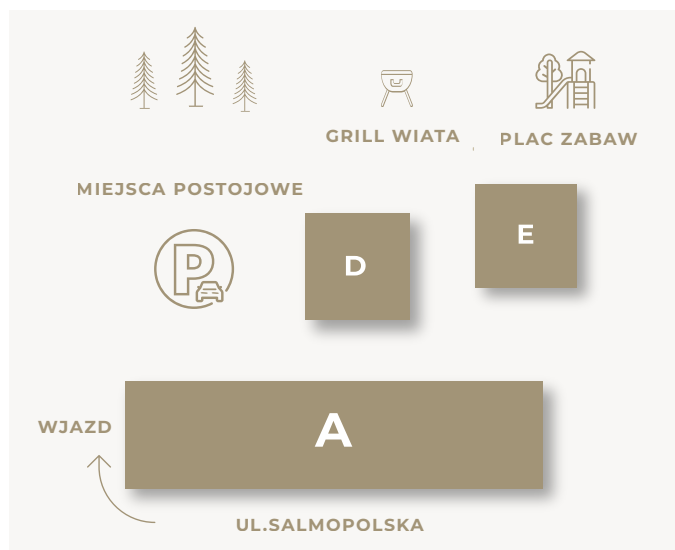 GRILL WIATA
PLAC ZABAW
MIEJSCA POSTOJOWE
P
D
E
A
WJAZD
UL.SALMOPOLSKA